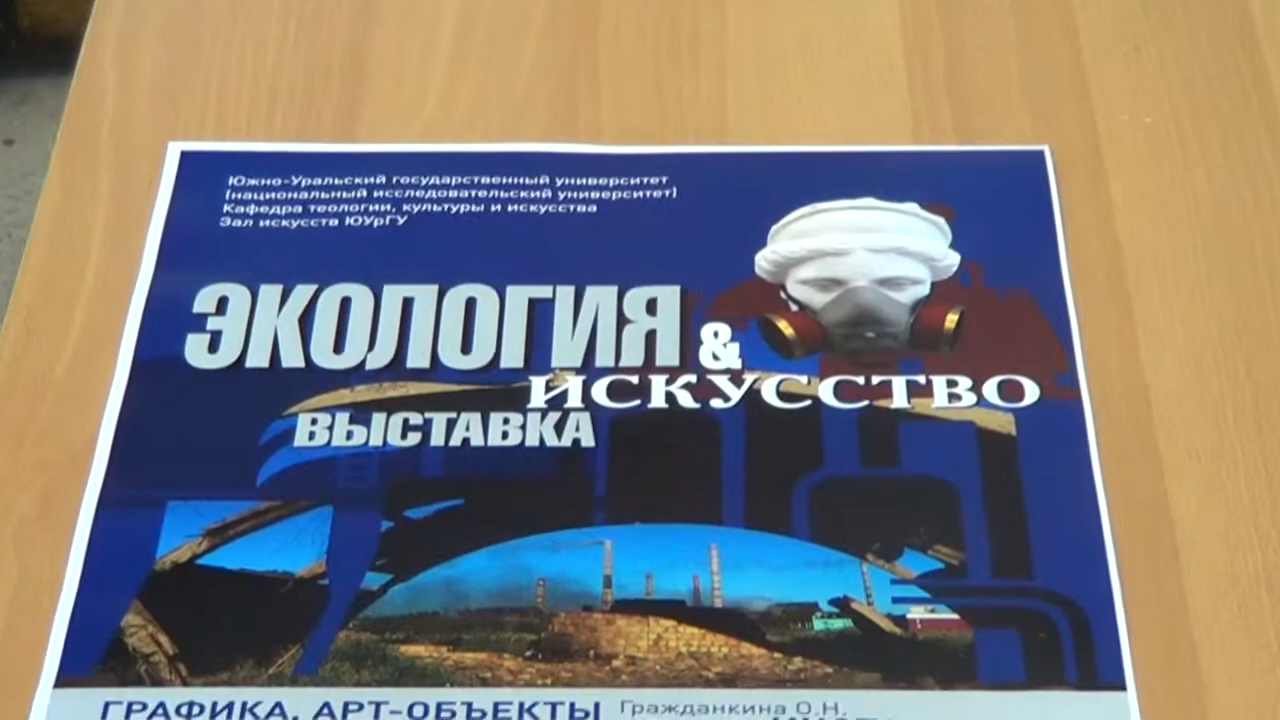 Южно-Уральский государственный университет
(национальный исследовательский университет)
Кафедра теологии, культуры и искусства
Зал искусств ЮУрГУ
ЭКОЛОГИЯ &
ИСКУССТВО
ВЫСТАВКА
ГРАФИКА, АРТ-ОБЪЕКТЫ
Гражданкина О.Н.